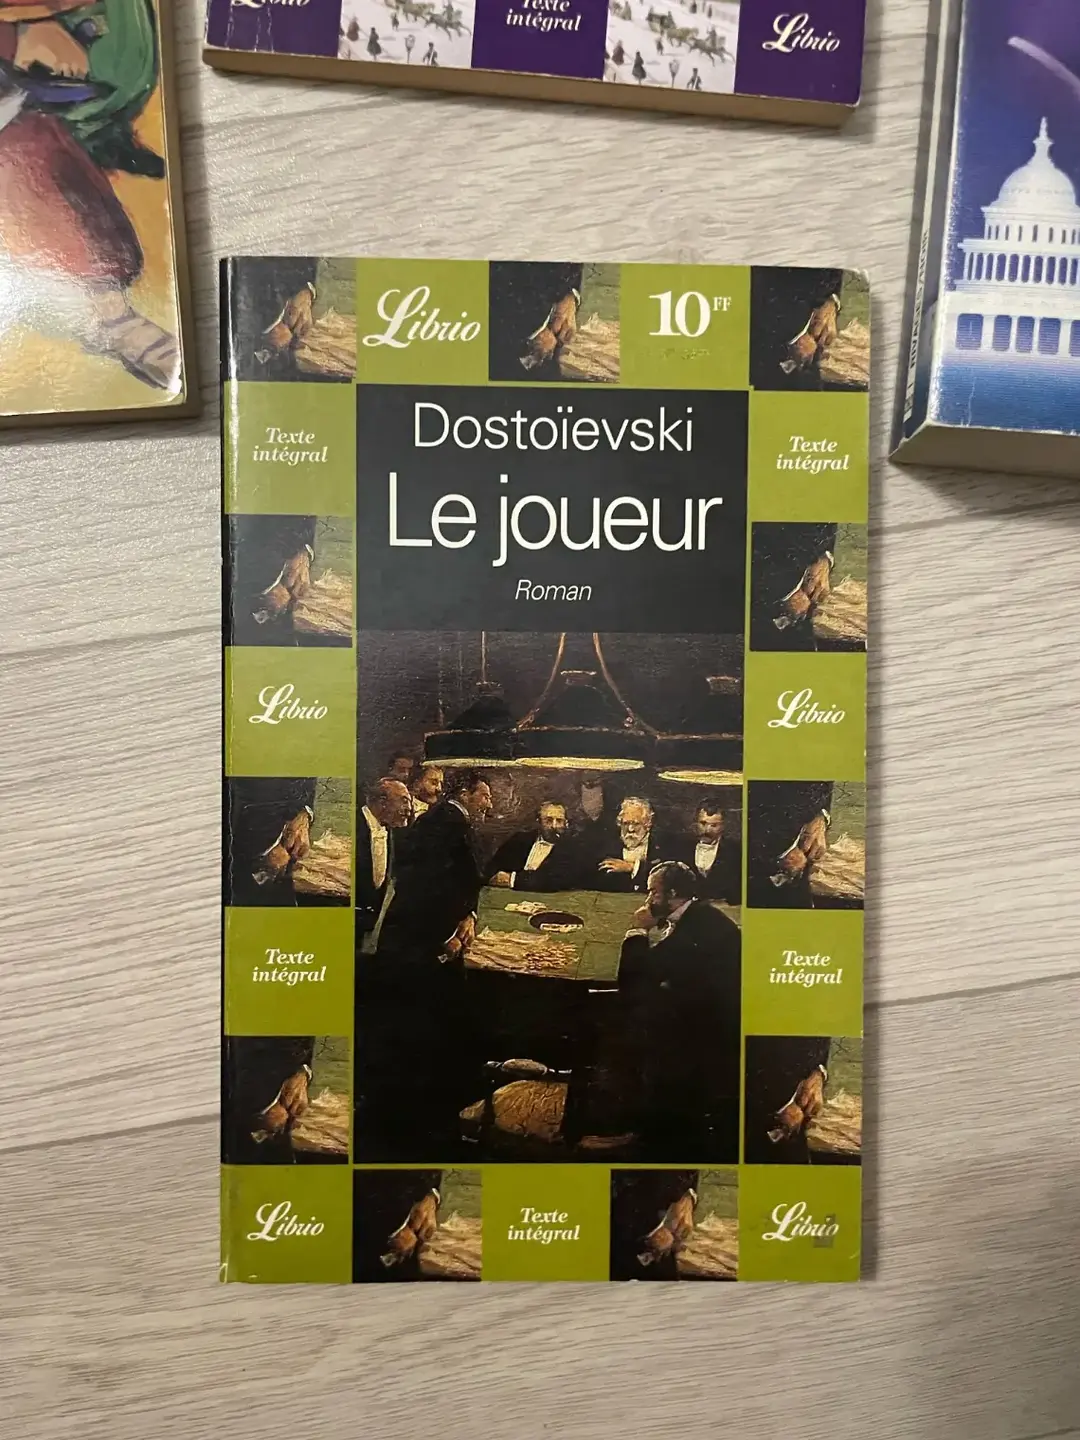 Librio
Texte
intégral
Librio
Librio
10FF
Dostoïevski
Le joueur
Roman
Texte
intégral
Texte
intégral
Librio
Librio
Texte
intégral
Texte
intégral
Librio
Texte
intégral
Librio